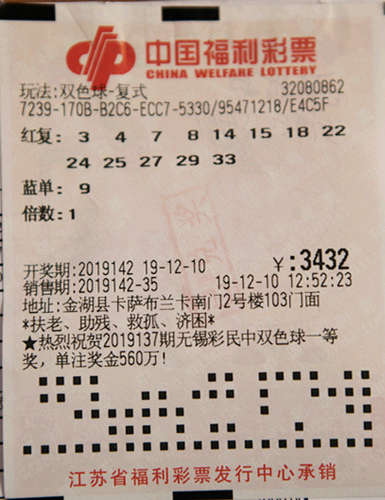 中国福利彩票
CHINA WELFARE LOTTERY
玩法:双色球-复式 32080862
7239-170B-B2C6-ECC7-5330/95471218/E4C5F
红复: 3 4 7 8 14 15 18 22
24 25 27 29 33
蓝单: 9
倍数:1
开奖期:2019142 19-12-10 ¥:3432
销售期:2019142-35 19-12-10 12:52:23
地址:金湖县卡萨布兰卡南门2号楼103门面
*扶老、助残、救孤、济困*
★热烈祝贺2019137期无锡彩民中双色球一等
奖,单注奖金560万!
江苏省福利彩票发行中心承销